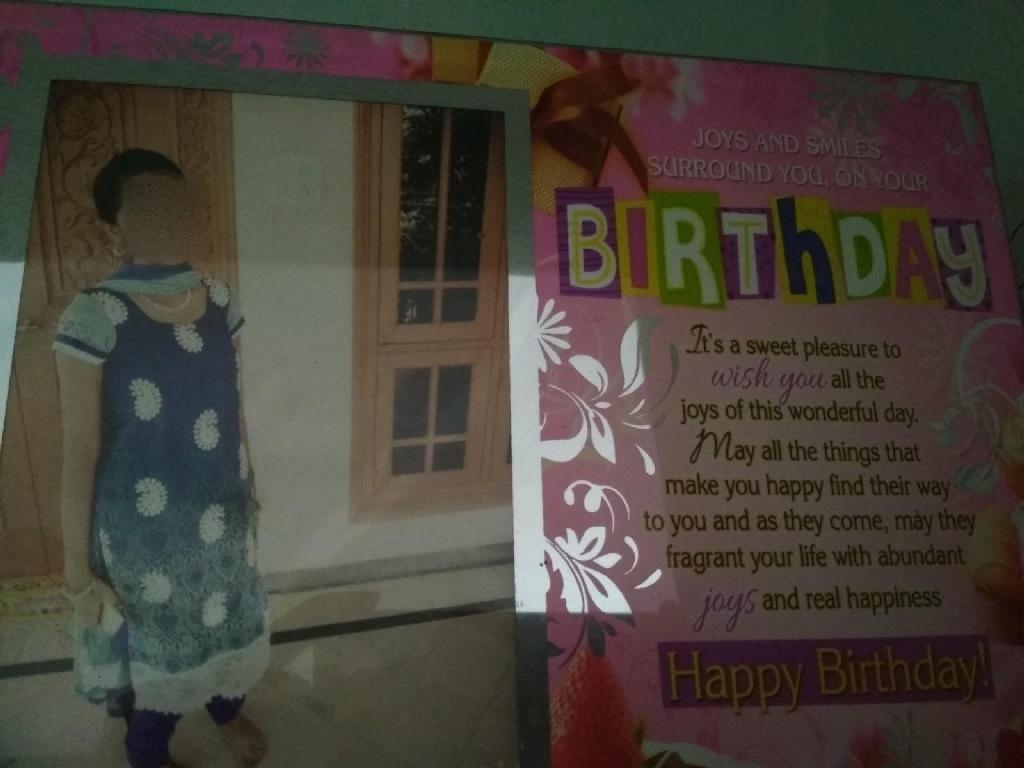 JOYS AND SMILES
SURROUND YOU, ON YOUR
BIRThDAY
It's a sweet pleasure to
wish you all the
joys of this wonderful day.
May all the things that
make you happy find their way
to you and as they come, may they
fragrant your life with abundant
joys and real happiness
Happy Birthday!